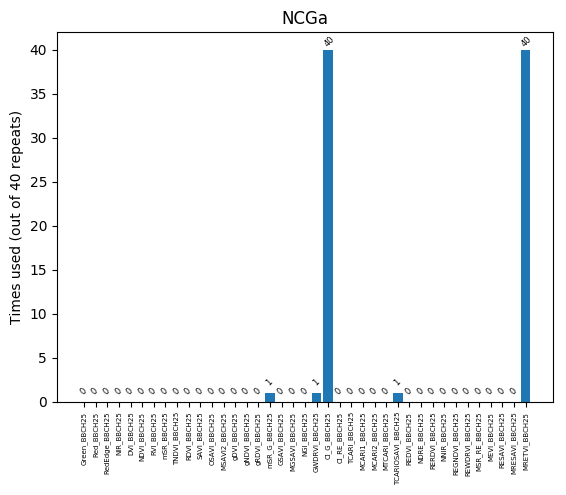 NCGa
Times used (out of 40 repeats)
40
35
30
25
20
15
10
5
0
0 0 0 0 0 0 0 0 0 0 0 0 0 0 0 0 1 0 0 0 1 40 0 0 0 0 0 1 0 0 0 0 0 0 0 0 0 0 40
Green_BBCH25
Red_BBCH25
RedEdge_BBCH25
NIR_BBCH25
DVI_BBCH25
NDVI_BBCH25
RVI_BBCH25
mSR_BBCH25
TNDVI_BBCH25
RDVI_BBCH25
SAVI_BBCH25
OSAVI_BBCH25
MSAVI2_BBCH25
gDVI_BBCH25
gNDVI_BBCH25
gRDVI_BBCH25
mSR_G_BBCH25
GSAVI_BBCH25
MGSAVI_BBCH25
NGI_BBCH25
GWDRVI_BBCH25
CI_G_BBCH25
CI_RE_BBCH25
TCARI_BBCH25
MCARI1_BBCH25
MCARI2_BBCH25
MTCARI_BBCH25
TCARIOSAVI_BBCH25
REDVI_BBCH25
NDRE_BBCH25
RERDVI_BBCH25
NNIR_BBCH25
REGNDVI_BBCH25
REWDRVI_BBCH25
MSR_RE_BBCH25
MEVI_BBCH25
RESAVI_BBCH25
MRESAVI_BBCH25
MRETVI_BBCH25